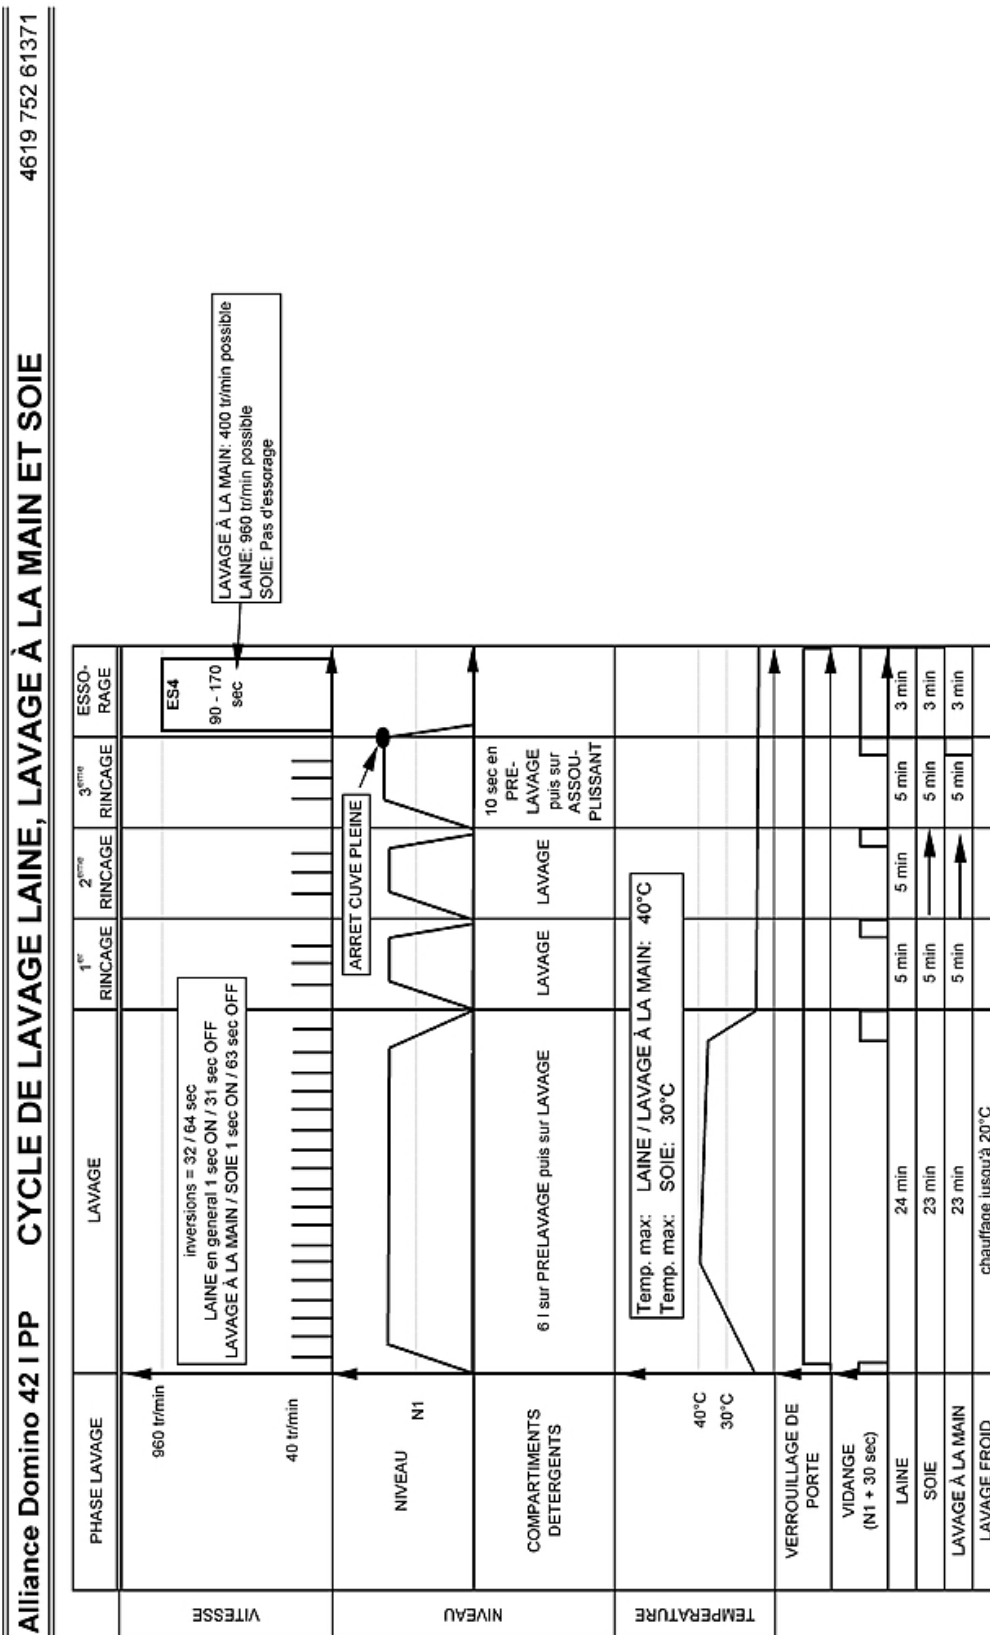 Alliance Domino 42 l PP CYCLE DE LAVAGE LAINE, LAVAGE À LA MAIN ET SOIE 4619 752 61371
PHASE LAVAGE
LAVAGE
1er
RINCAGE
2eme
RINCAGE
3eme
RINCAGE
ESSO-
RAGE
VITESSE
960 tr/min
40 tr/min
inversions = 32 / 64 sec
LAINE en general 1 sec ON / 31 sec OFF
LAVAGE À LA MAIN / SOIE 1 sec ON / 63 sec OFF
ES4
90 - 170
sec
LAVAGE À LA MAIN: 400 tr/min possible
LAINE: 960 tr/min possible
SOIE: Pas d'essorage
NIVEAU
NIVEAU
N1
ARRET CUVE PLEINE
COMPARTIMENTS
DETERGENTS
6 l sur PRELAVAGE puis sur LAVAGE
LAVAGE
LAVAGE
10 sec en
PRE-
LAVAGE
puis sur
ASSOU-
PLISSANT
TEMPERATURE
40°C
30°C
Temp. max: LAINE / LAVAGE À LA MAIN: 40°C
Temp. max: SOIE: 30°C
VERROUILLAGE DE
PORTE
VIDANGE
(N1 + 30 sec)
LAINE 24 min 5 min 5 min 5 min 3 min
SOIE 23 min 5 min 5 min 3 min
LAVAGE À LA MAIN 23 min 5 min 5 min 3 min
LAVAGE FROID chauffage jusqu'à 20°C